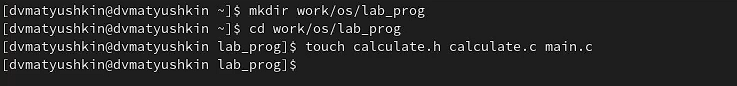 [dvmatyushkin@dvmatyushkin ~]$ mkdir work/os/lab_prog
[dvmatyushkin@dvmatyushkin ~]$ cd work/os/lab_prog
[dvmatyushkin@dvmatyushkin lab_prog]$ touch calculate.h calculate.c main.c
[dvmatyushkin@dvmatyushkin lab_prog]$